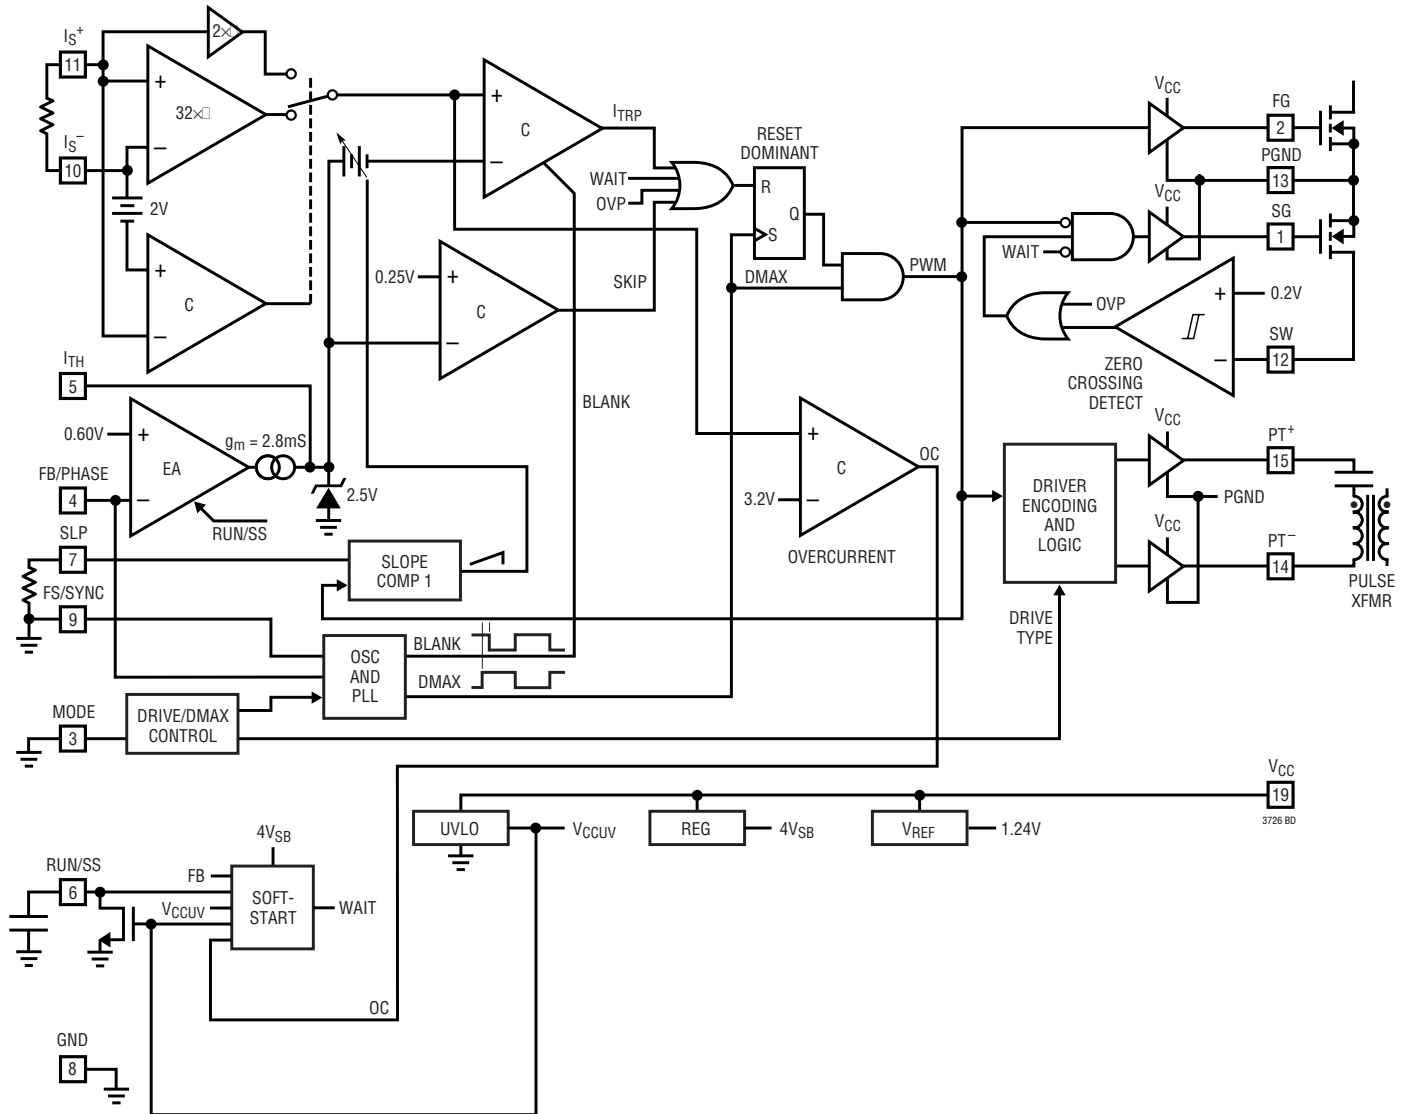 IS+
11
2×
+
32×
−
IS−
10
2V
+
C
−
+
C
−
ITRP
WAIT
OVP
RESET
DOMINANT
R
Q
S
0.25V
+
C
−
SKIP
DMAX
PWM
VCC
FG
2
PGND
13
VCC
SG
1
WAIT
OVP
+
0.2V
−
SW
12
ZERO
CROSSING
DETECT
ITH
5
0.60V
+
EA
−
gm = 2.8mS
2.5V
RUN/SS
FB/PHASE
4
BLANK
+
C
3.2V
−
OC
OVERCURRENT
DRIVER
ENCODING
AND
LOGIC
VCC
PT+
15
PGND
VCC
PT−
14
PULSE
XFMR
DRIVE
TYPE
SLP
7
SLOPE
COMP 1
FS/SYNC
9
OSC
AND
PLL
BLANK
DMAX
MODE
3
DRIVE/DMAX
CONTROL
VCC
19
3726 BD
UVLO
VCCUV
REG
4VSB
VREF
1.24V
4VSB
RUN/SS
6
FB
VCCUV
SOFT-
START
WAIT
OC
GND
8